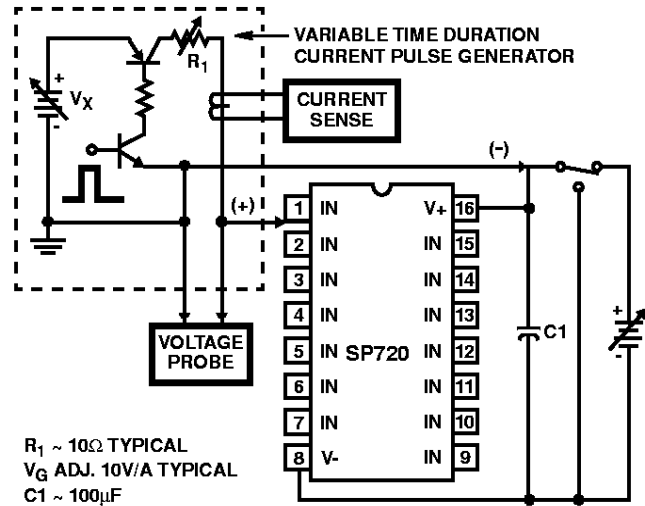 VARIABLE TIME DURATION
CURRENT PULSE GENERATOR
R1
+
VX
-
CURRENT
SENSE
(−)
(+)
1 IN V+ 16
2 IN IN 15
3 IN IN 14
4 IN IN 13
5 IN SP720 IN 12
6 IN IN 11
7 IN IN 10
8 V- IN 9
VOLTAGE
PROBE
C1
+
-
R1 ~ 10Ω TYPICAL
VG ADJ. 10V/A TYPICAL
C1 ~ 100μF